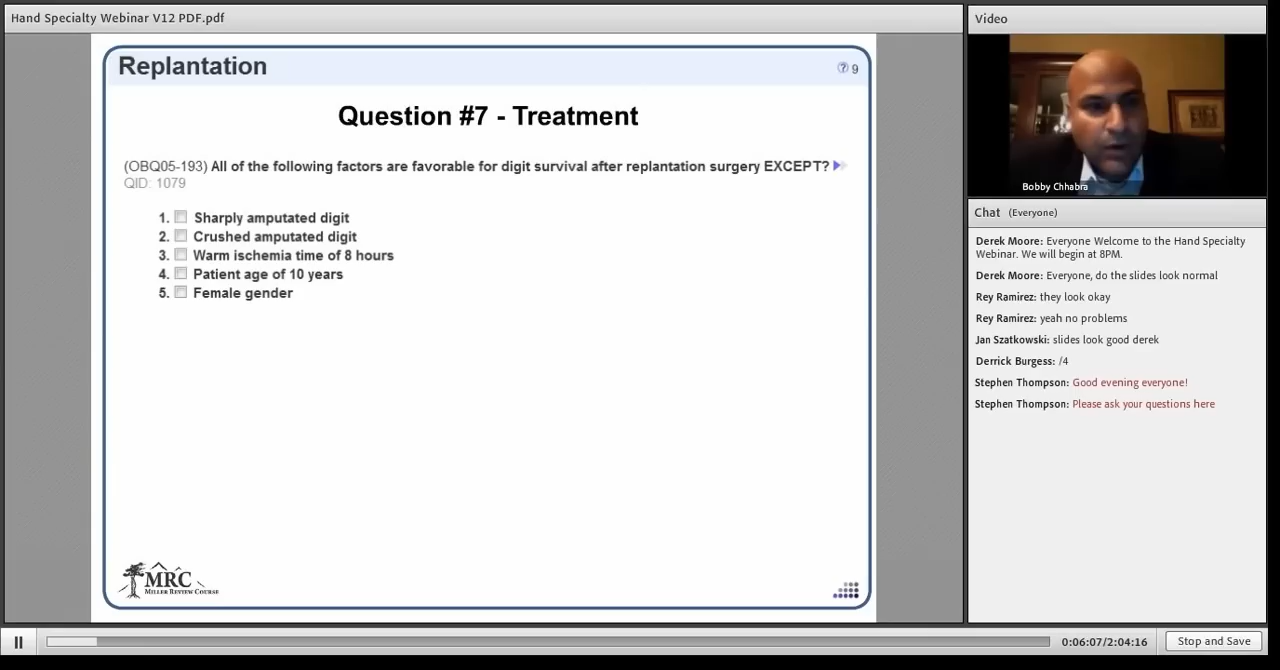 Hand Specialty Webinar V12 PDF.pdf
Replantation
? 9
Question #7 - Treatment
(OBQ05-193) All of the following factors are favorable for digit survival after replantation surgery EXCEPT?
QID: 1079
1. Sharply amputated digit
2. Crushed amputated digit
3. Warm ischemia time of 8 hours
4. Patient age of 10 years
5. Female gender
MRC
MILLER REVIEW COURSE
Video
Bobby Chhabra
Chat (Everyone)
Derek Moore: Everyone Welcome to the Hand Specialty
Webinar. We will begin at 8PM.
Derek Moore: Everyone, do the slides look normal
Rey Ramirez: they look okay
Rey Ramirez: yeah no problems
Jan Szatkowski: slides look good derek
Derrick Burgess: /4
Stephen Thompson: Good evening everyone!
Stephen Thompson: Please ask your questions here
0:06:07/2:04:16
Stop and Save